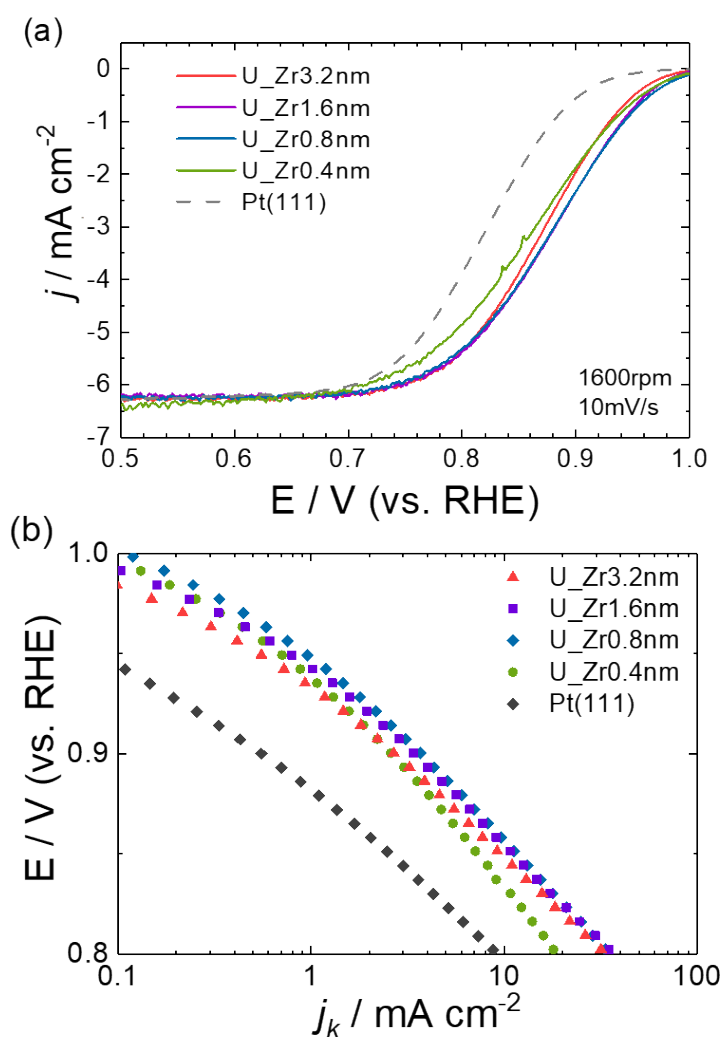 (a)
0
-1
-2
-3
-4
-5
-6
-7
j / mA cm-2
U_Zr3.2nm
U_Zr1.6nm
U_Zr0.8nm
U_Zr0.4nm
Pt(111)
1600rpm
10mV/s
0.5 0.6 0.7 0.8 0.9 1.0
E / V (vs. RHE)
(b)
1.0
0.9
0.8
E / V (vs. RHE)
U_Zr3.2nm
U_Zr1.6nm
U_Zr0.8nm
U_Zr0.4nm
Pt(111)
0.1 1 10 100
jk / mA cm-2